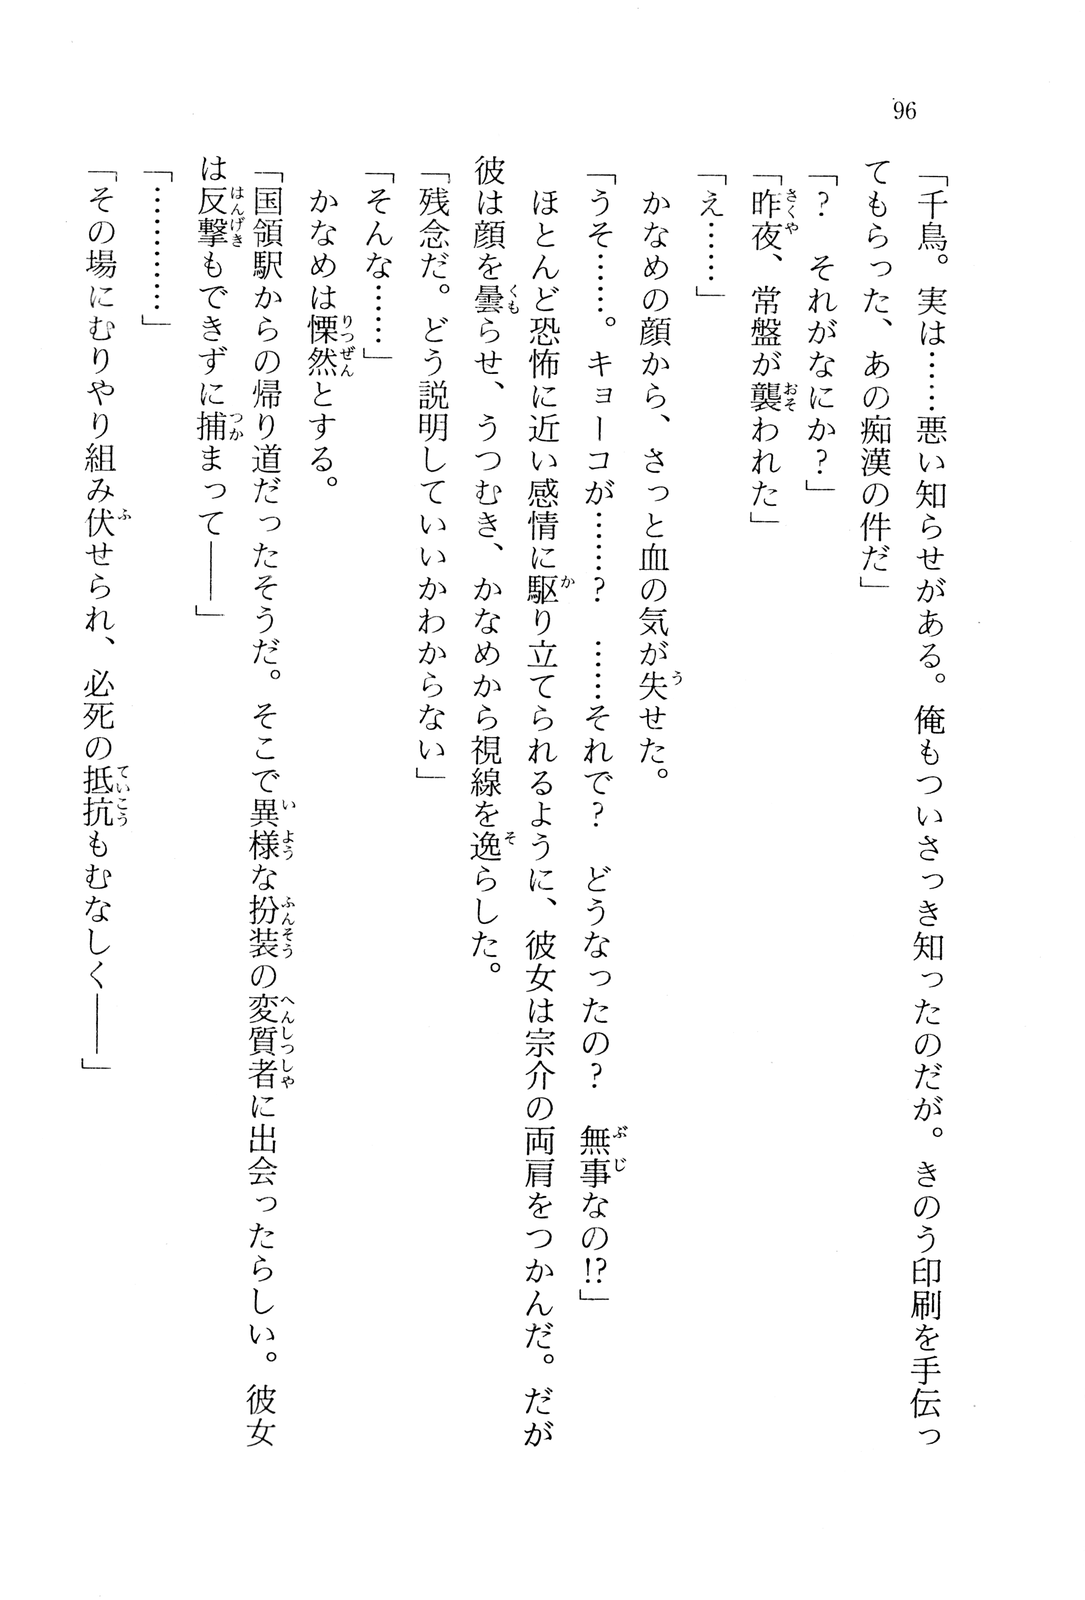 96
「千鳥。実は……悪い知らせがある。俺もついさっき知ったのだが。きのう印刷を手伝っ
てもらった、あの痴漢の件だ」
「?　それがなにか?」
「昨夜、常盤が襲われた」
「え……」
　かなめの顔から、さっと血の気が失せた。
「うそ……。キョーコが……?　……それで?　どうなったの?　無事なの!?」
　ほとんど恐怖に近い感情に駆り立てられるように、彼女は宗介の両肩をつかんだ。だが
彼は顔を曇らせ、うつむき、かなめから視線を逸らした。
「残念だ。どう説明していいかわからない」
「そんな……」
　かなめは慄然とする。
「国領駅からの帰り道だったそうだ。そこで異様な扮装の変質者に出会ったらしい。彼女
は反撃もできずに捕まって――」
「…………」
「その場にむりやり組み伏せられ、必死の抵抗もむなしく――」